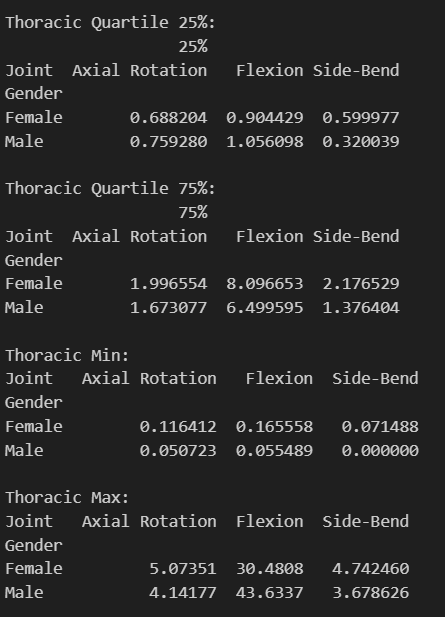 Thoracic Quartile 25%:
25%
Joint Axial Rotation Flexion Side-Bend
Gender
Female 0.688204 0.904429 0.599977
Male 0.759280 1.056098 0.320039
Thoracic Quartile 75%:
75%
Joint Axial Rotation Flexion Side-Bend
Gender
Female 1.996554 8.096653 2.176529
Male 1.673077 6.499595 1.376404
Thoracic Min:
Joint Axial Rotation Flexion Side-Bend
Gender
Female 0.116412 0.165558 0.071488
Male 0.050723 0.055489 0.000000
Thoracic Max:
Joint Axial Rotation Flexion Side-Bend
Gender
Female 5.07351 30.4808 4.742460
Male 4.14177 43.6337 3.678626